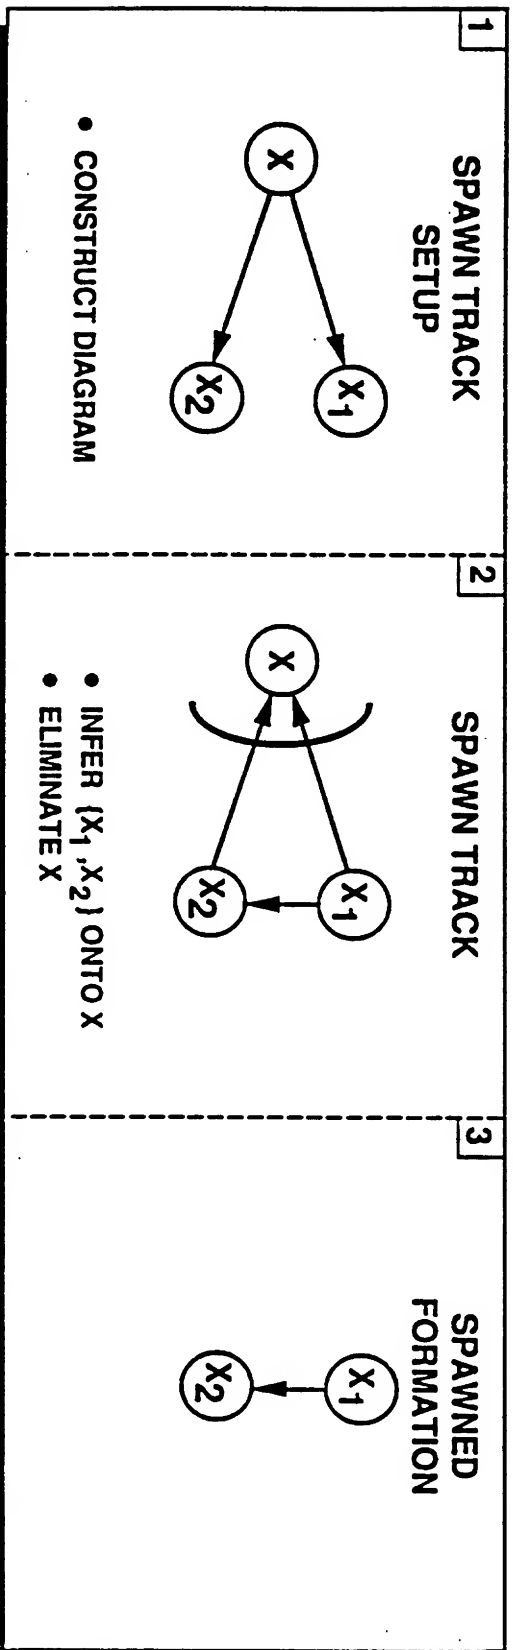 1
SPAWN TRACK
SETUP
X
X1
X2
• CONSTRUCT DIAGRAM
2
SPAWN TRACK
X
X1
X2
• INFER {X1,X2} ONTO X
• ELIMINATE X
3
SPAWNED
FORMATION
X1
X2